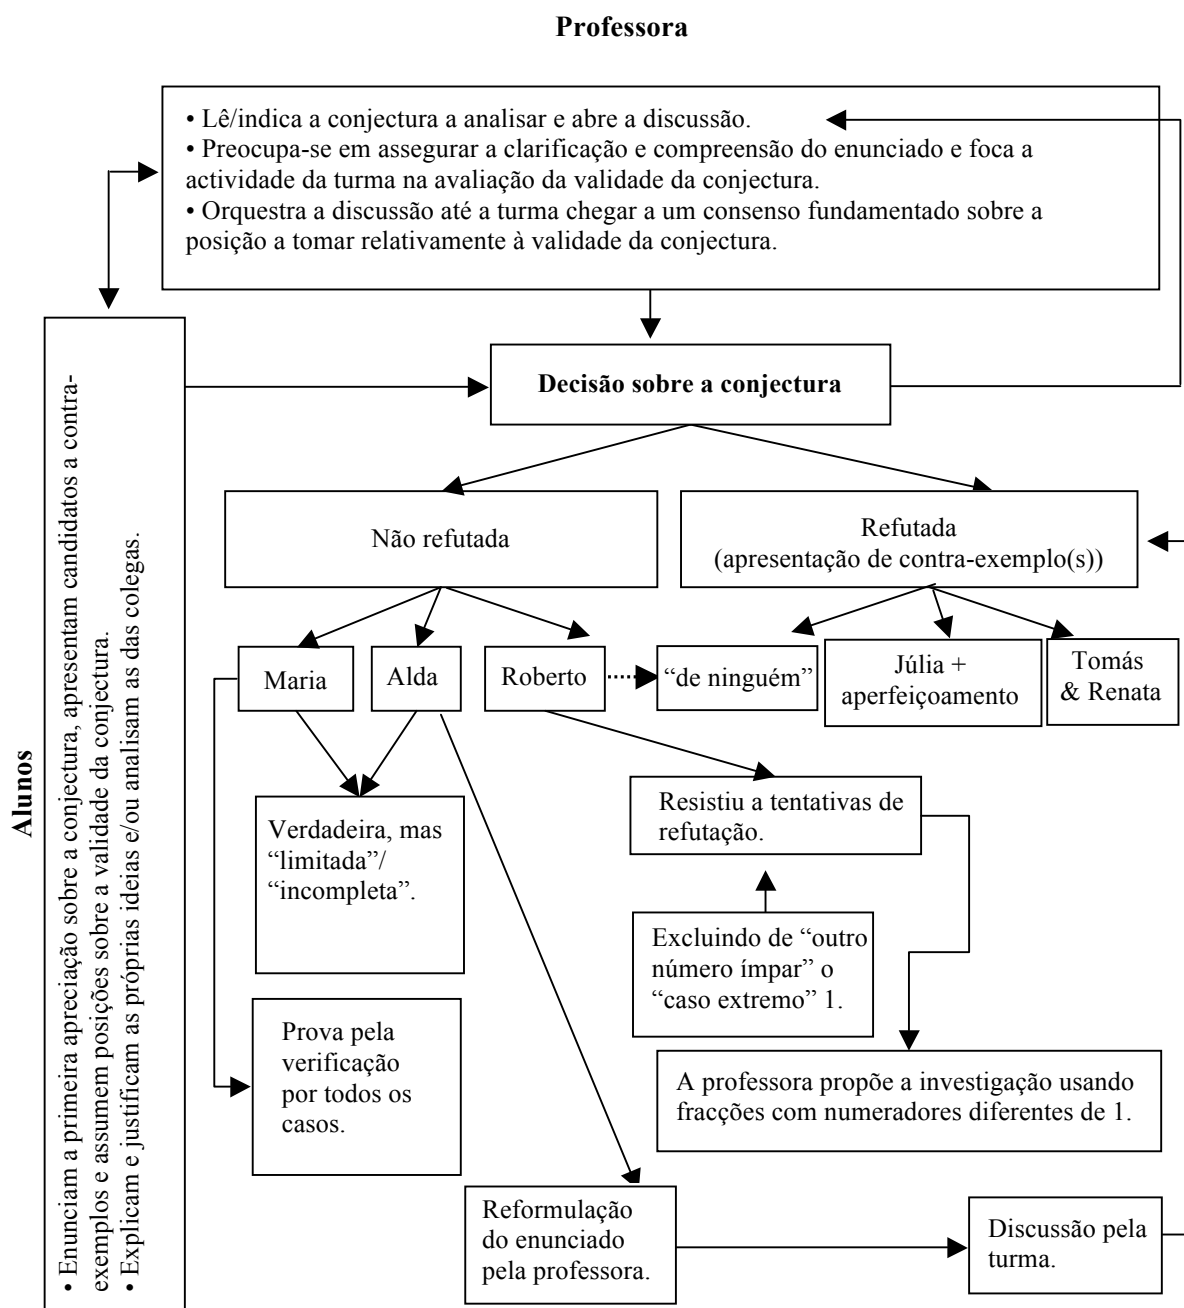 Professora
• Lê/indica a conjectura a analisar e abre a discussão.
• Preocupa-se em assegurar a clarificação e compreensão do enunciado e foca a
actividade da turma na avaliação da validade da conjectura.
• Orquestra a discussão até a turma chegar a um consenso fundamentado sobre a
posição a tomar relativamente à validade da conjectura.
Alunos
• Enunciam a primeira apreciação sobre a conjectura, apresentam candidatos a contra-
exemplos e assumem posições sobre a validade da conjectura.
• Explicam e justificam as próprias ideias e/ou analisam as das colegas.
Decisão sobre a conjectura
Não refutada
Refutada
(apresentação de contra-exemplo(s))
Maria
Alda
Roberto
“de ninguém”
Júlia +
aperfeiçoamento
Tomás
& Renata
Verdadeira, mas
“limitada”/
“incompleta”.
Resistiu a tentativas de
refutação.
Excluindo de “outro
número ímpar” o
“caso extremo” 1.
Prova pela
verificação
por todos os
casos.
A professora propõe a investigação usando
fracções com numeradores diferentes de 1.
Reformulação
do enunciado
pela professora.
Discussão pela
turma.